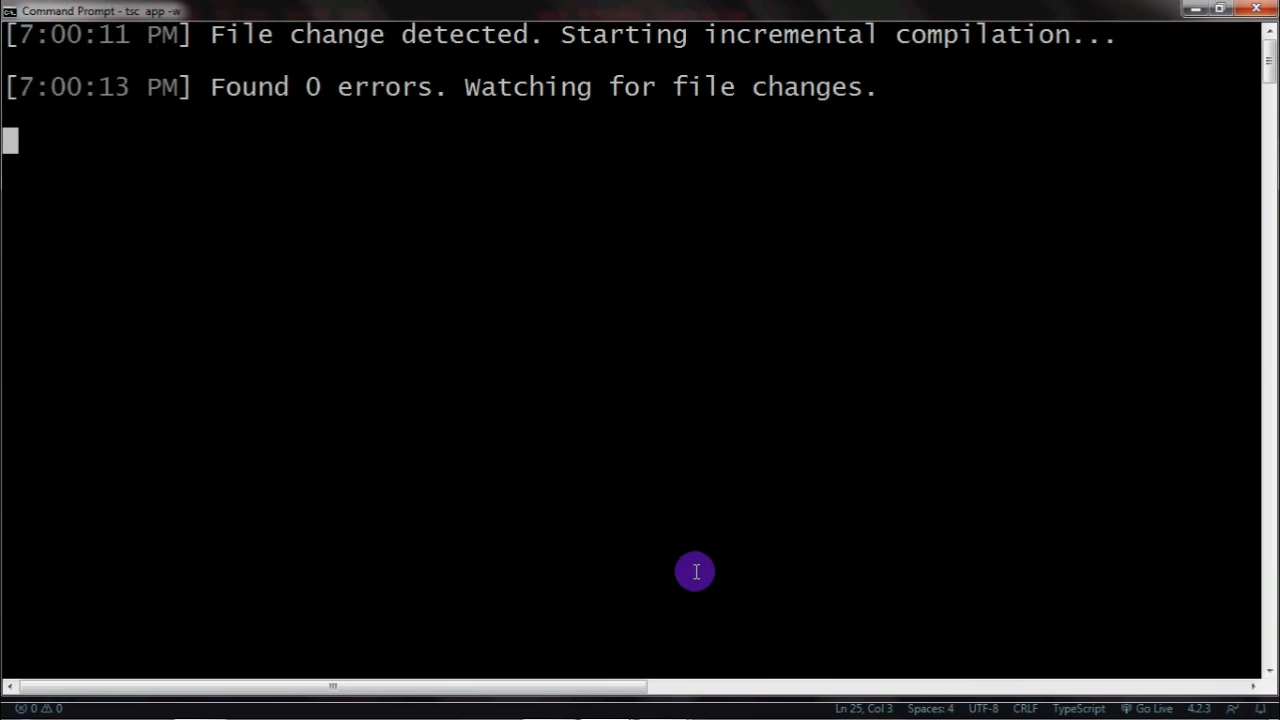 Command Prompt - tsc app -w
[7:00:11 PM] File change detected. Starting incremental compilation...
[7:00:13 PM] Found 0 errors. Watching for file changes.
0 0 Ln 25, Col 3 Spaces: 4 UTF-8 CRLF TypeScript Go Live 4.2.3